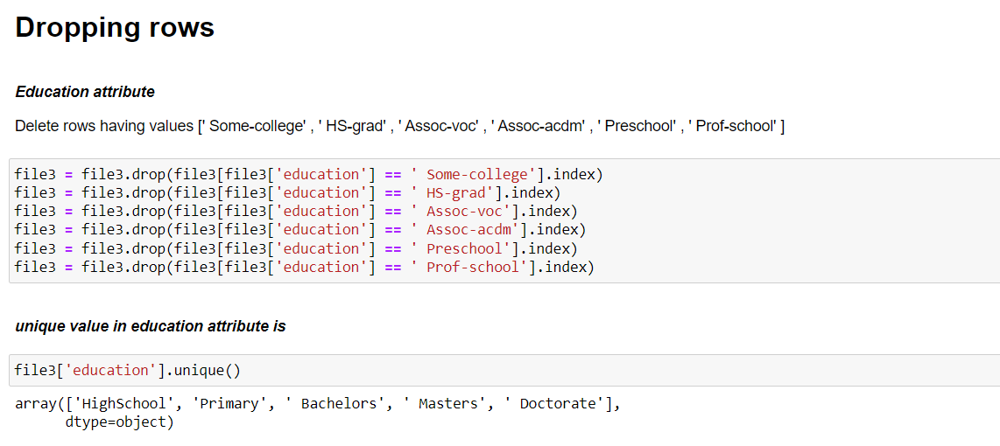 Dropping rows
Education attribute
Delete rows having values [' Some-college' , ' HS-grad' , ' Assoc-voc' , ' Assoc-acdm' , ' Preschool' , ' Prof-school' ]
file3 = file3.drop(file3[file3['education'] == ' Some-college'].index)
file3 = file3.drop(file3[file3['education'] == ' HS-grad'].index)
file3 = file3.drop(file3[file3['education'] == ' Assoc-voc'].index)
file3 = file3.drop(file3[file3['education'] == ' Assoc-acdm'].index)
file3 = file3.drop(file3[file3['education'] == ' Preschool'].index)
file3 = file3.drop(file3[file3['education'] == ' Prof-school'].index)
unique value in education attribute is
file3['education'].unique()
array(['HighSchool', 'Primary', ' Bachelors', ' Masters', ' Doctorate'],
dtype=object)